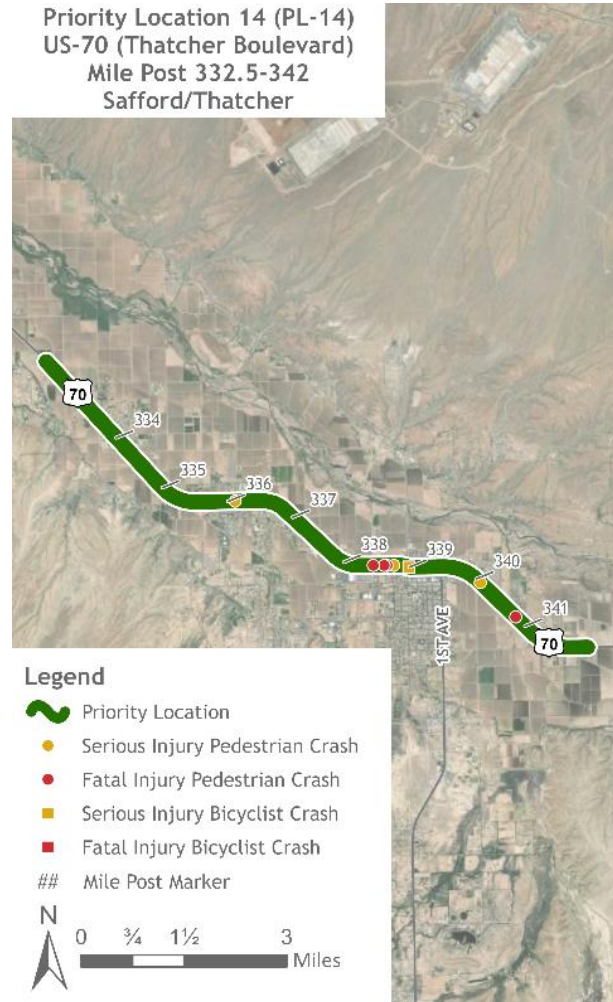 Priority Location 14 (PL-14)
US-70 (Thatcher Boulevard)
Mile Post 332.5-342
Safford/Thatcher
70
334
335
336
337
338
339
340
341
70
1ST AVE
Legend
Priority Location
Serious Injury Pedestrian Crash
Fatal Injury Pedestrian Crash
Serious Injury Bicyclist Crash
Fatal Injury Bicyclist Crash
## Mile Post Marker
N
0 ¾ 1½ 3
Miles